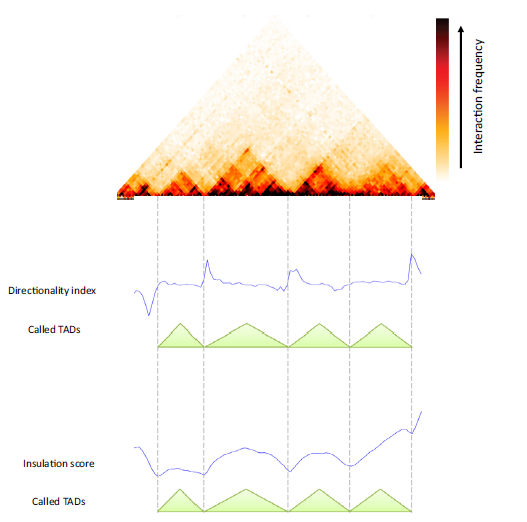 Interaction frequency
Directionality index
Called TADs
Insulation score
Called TADs